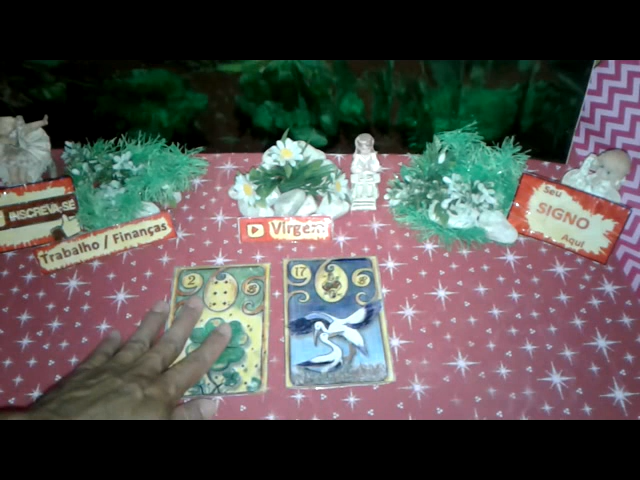 INSCREVA-SE
Trabalho / Finanças
Virgem
Seu
SIGNO
Aqui
2
17